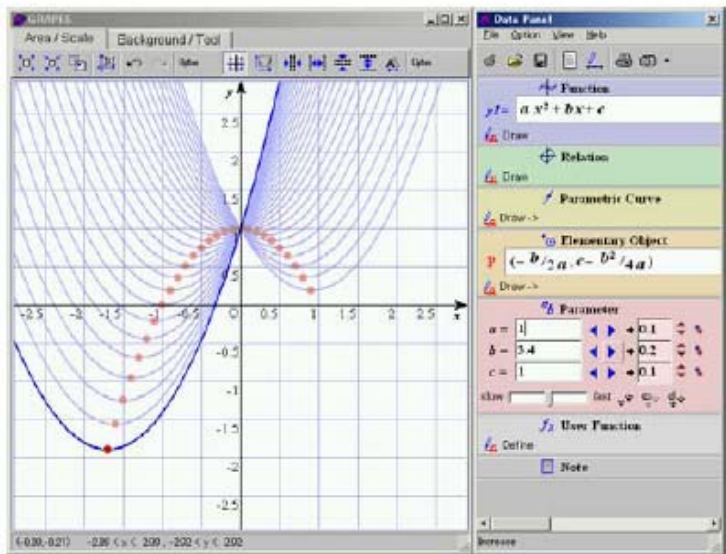 GRAPES
Area / Scale
Background / Tool
y
2.5
2
1.5
1
0.5
-2.5 -2 -1.5 -1 -0.5 0 0.5 1 1.5 2 2.5
x
-0.5
-1
-1.5
-2
-2.5
Data Panel
File Option View Help
Function
y1= a x² + bx + c
Draw
Relation
Draw
Parametric Curve
Draw ->
Elementary Object
P (- b/2a, c - b²/4a)
Draw ->
Parameter
a = 1 0.1
b = 3.4 0.2
c = 1 0.1
slow fast
User Function
Define
Note
Increase